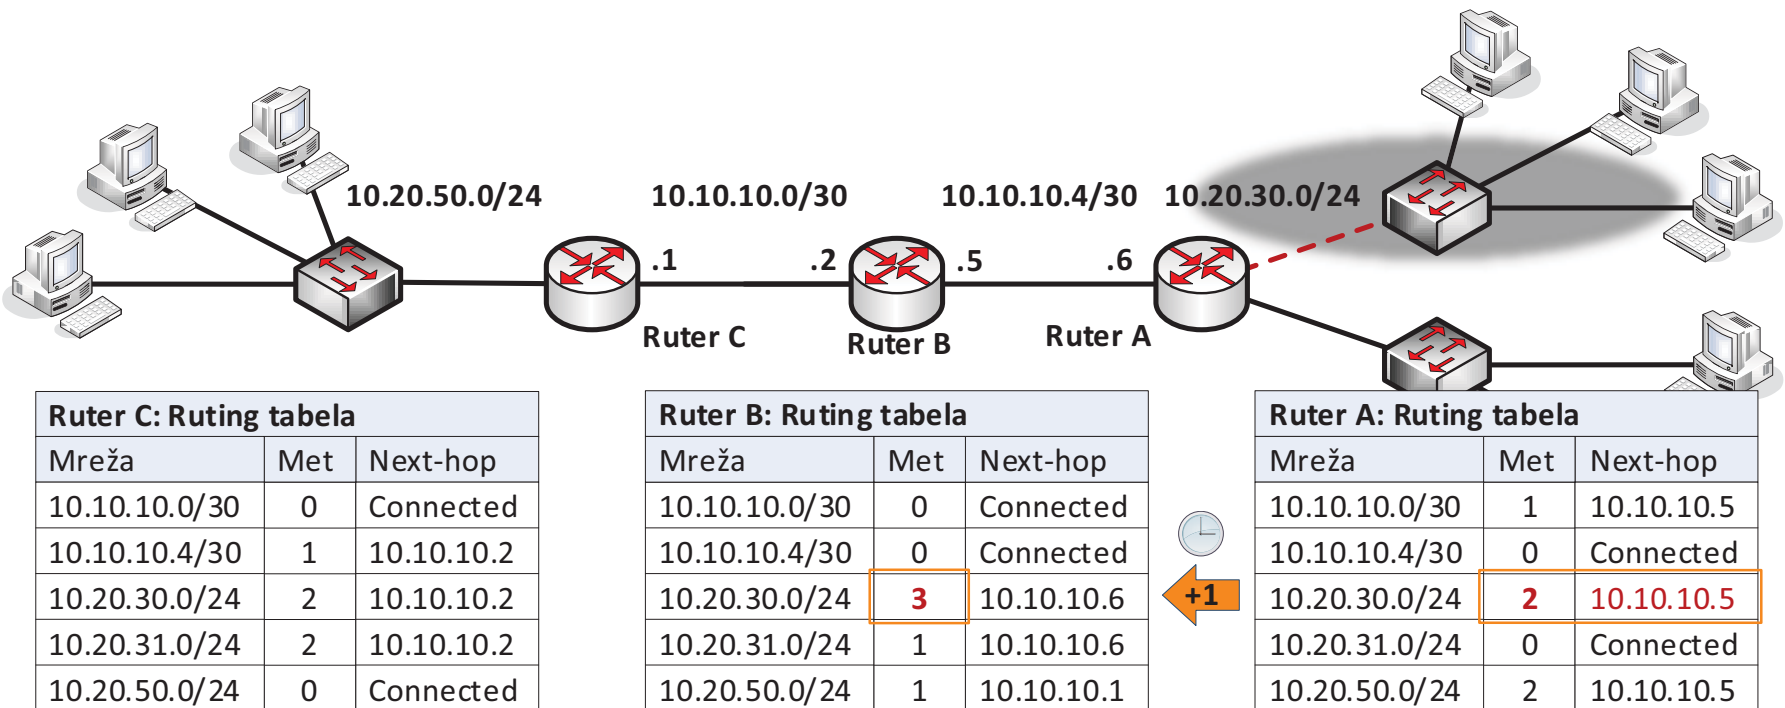 10.20.50.0/24 10.10.10.0/30 10.10.10.4/30 10.20.30.0/24
.1 .2 .5 .6
Ruter C Ruter B Ruter A
Ruter C: Ruting tabela
Mreža Met Next-hop
10.10.10.0/30 0 Connected
10.10.10.4/30 1 10.10.10.2
10.20.30.0/24 2 10.10.10.2
10.20.31.0/24 2 10.10.10.2
10.20.50.0/24 0 Connected
Ruter B: Ruting tabela
Mreža Met Next-hop
10.10.10.0/30 0 Connected
10.10.10.4/30 0 Connected
10.20.30.0/24 3 10.10.10.6
10.20.31.0/24 1 10.10.10.6
10.20.50.0/24 1 10.10.10.1
+1
Ruter A: Ruting tabela
Mreža Met Next-hop
10.10.10.0/30 1 10.10.10.5
10.10.10.4/30 0 Connected
10.20.30.0/24 2 10.10.10.5
10.20.31.0/24 0 Connected
10.20.50.0/24 2 10.10.10.5